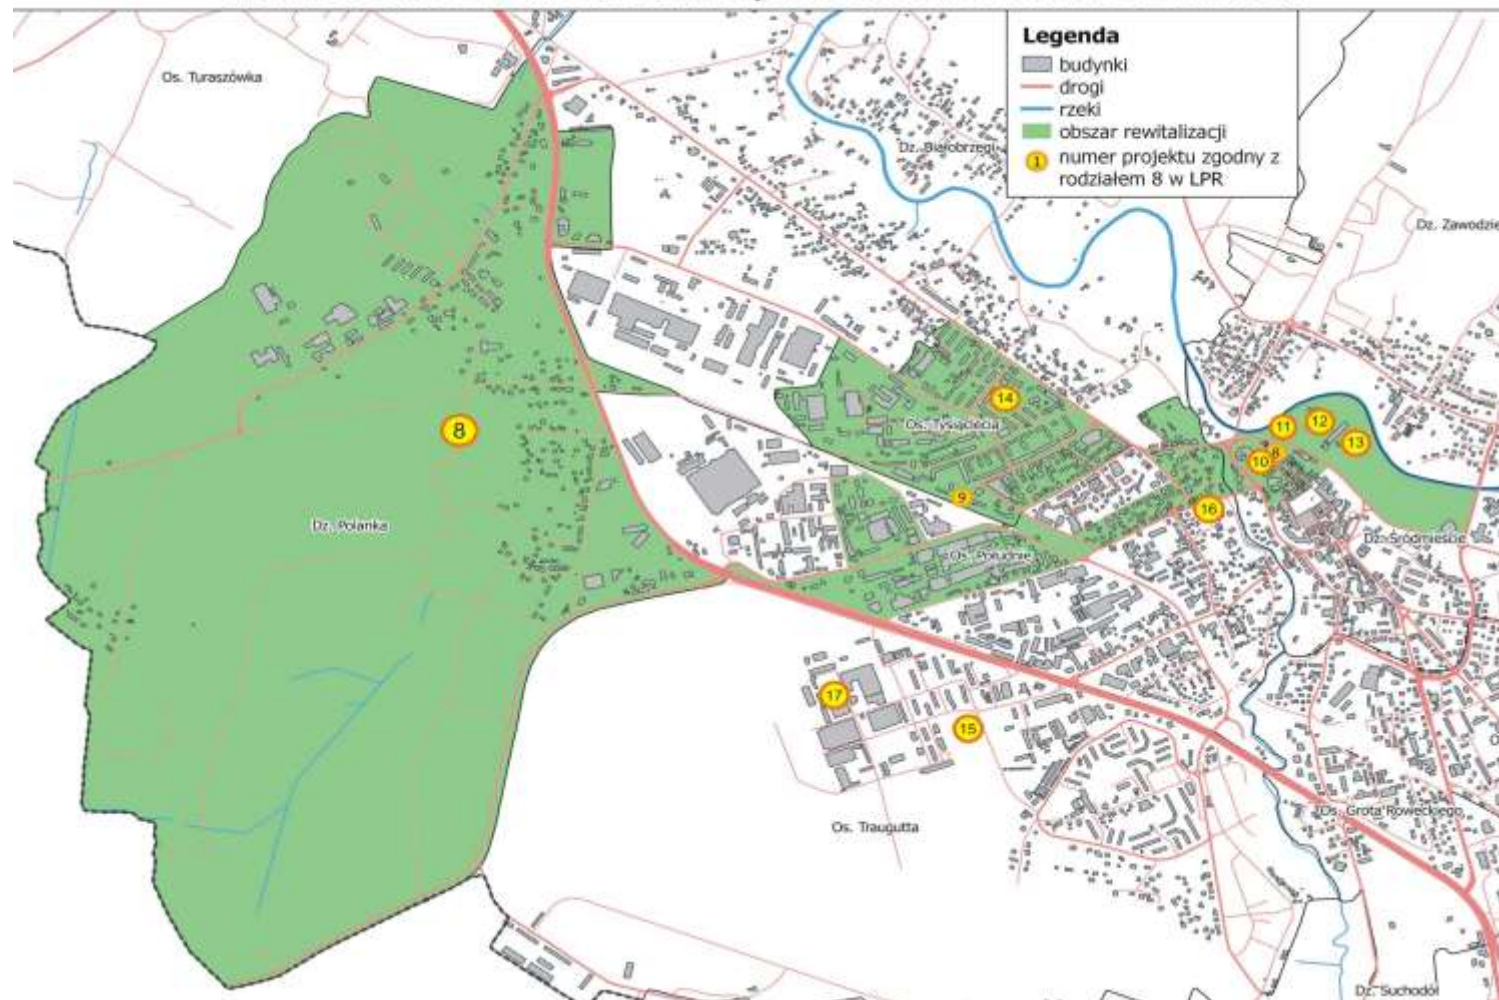 Legenda
budynki
drogi
rzeki
obszar rewitalizacji
1 numer projektu zgodny z
rodziałem 8 w LPR
Os. Turaszówka
Dz. Białobrzegi
Dz. Zawodzie
14
Os. Tysiąclecia
11
12
13
10
8
8
9
16
Dz. Polanka
Dz. Śródmieście
Os. Południe
17
15
Os. Traugutta
Os. Grota Roweckiego
Dz. Suchodół